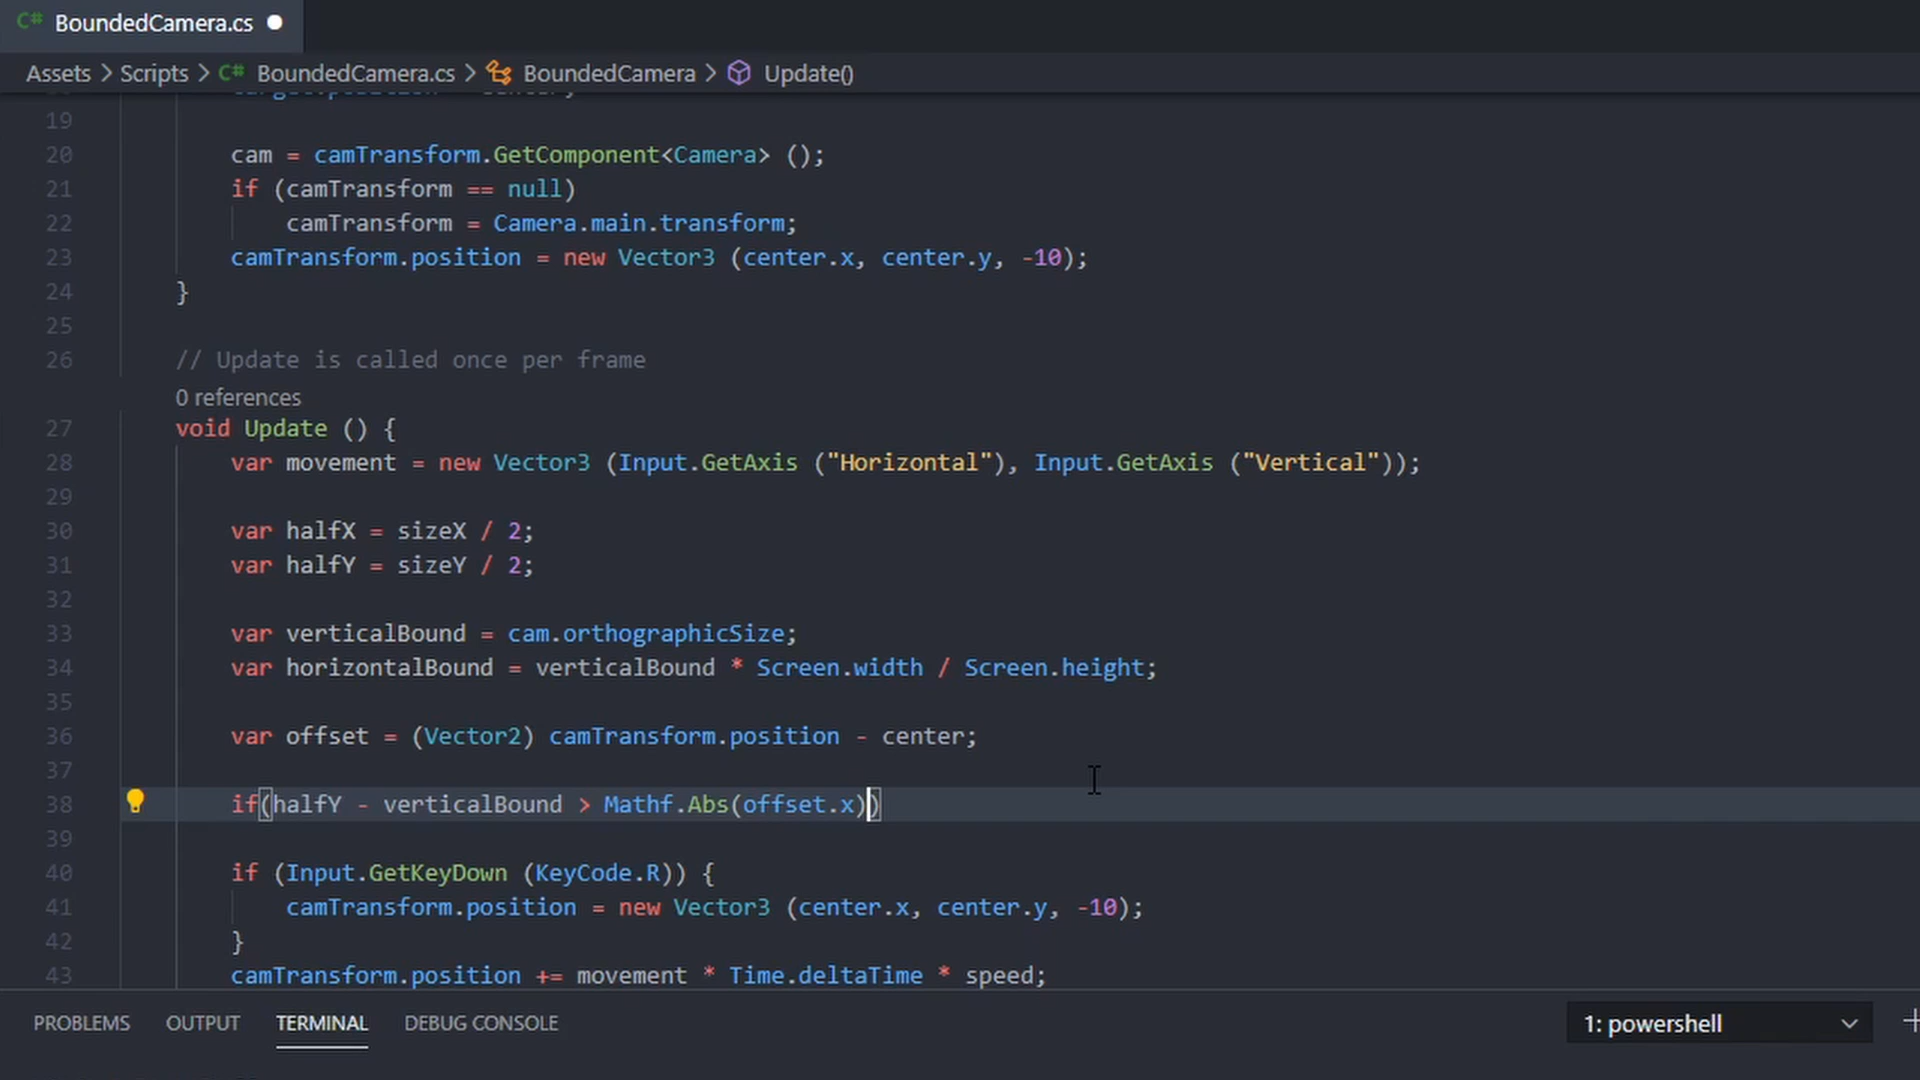 C# BoundedCamera.cs
Assets > Scripts > C# BoundedCamera.cs > BoundedCamera > Update()
19
20 cam = camTransform.GetComponent<Camera> ();
21 if (camTransform == null)
22 camTransform = Camera.main.transform;
23 camTransform.position = new Vector3 (center.x, center.y, -10);
24 }
25
26 // Update is called once per frame
0 references
27 void Update () {
28 var movement = new Vector3 (Input.GetAxis ("Horizontal"), Input.GetAxis ("Vertical"));
29
30 var halfX = sizeX / 2;
31 var halfY = sizeY / 2;
32
33 var verticalBound = cam.orthographicSize;
34 var horizontalBound = verticalBound * Screen.width / Screen.height;
35
36 var offset = (Vector2) camTransform.position - center;
37
38 if(halfY - verticalBound > Mathf.Abs(offset.x))
39
40 if (Input.GetKeyDown (KeyCode.R)) {
41 camTransform.position = new Vector3 (center.x, center.y, -10);
42 }
43 camTransform.position += movement * Time.deltaTime * speed;
PROBLEMS OUTPUT TERMINAL DEBUG CONSOLE 1: powershell